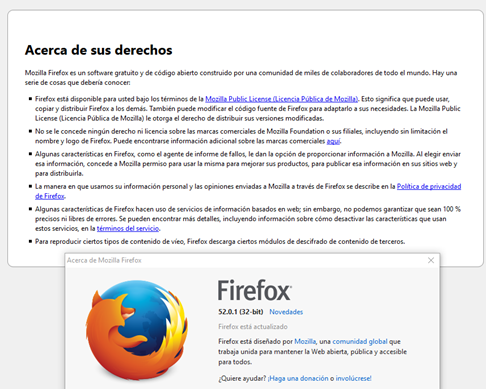 Acerca de sus derechos
Mozilla Firefox es un software gratuito y de código abierto construido por una comunidad de miles de colaboradores de todo el mundo. Hay una
serie de cosas que debería conocer:
Firefox está disponible para usted bajo los términos de la Mozilla Public License (Licencia Pública de Mozilla). Esto significa que puede usar,
copiar y distribuir Firefox a los demás. También puede modificar el código fuente de Firefox para adaptarlo a sus necesidades. La Mozilla
Public License (Licencia Pública de Mozilla) le otorga el derecho de distribuir sus versiones modificadas.
No se le concede ningún derecho ni licencia sobre las marcas comerciales de Mozilla Foundation o sus filiales, incluyendo sin limitación el
nombre y logo de Firefox. Puede encontrarse información adicional sobre las marcas comerciales aquí.
Algunas características en Firefox, como el agente de informe de fallos, le dan la opción de proporcionar información a Mozilla. Al elegir enviar
esa información, concede a Mozilla permiso para usar la misma para mejorar sus productos, para publicar esa información en sus sitios web y
para distribuirla.
La manera en que usamos su información personal y las opiniones enviadas a Mozilla a través de Firefox se describe en la Política de privacidad
de Firefox.
Algunas características de Firefox hacen uso de servicios de información basados en web; sin embargo, no podemos garantizar que sean 100 %
precisos ni libres de errores. Se pueden encontrar más detalles, incluyendo información sobre cómo desactivar las características que usan
estos servicios, en la términos del servicio.
Para reproducir ciertos tipos de contenido de víeo, Firefox descarga ciertos módulos de descifrado de contenido de terceros.
Acerca de Mozilla Firefox
Firefox
52.0.1 (32-bit) Novedades
Firefox está actualizado
Firefox está diseñado por Mozilla, una comunidad global que
trabaja unida para mantener la Web abierta, pública y accesible
para todos.
¿Quiere ayudar? ¡Haga una donación o involúcrese!